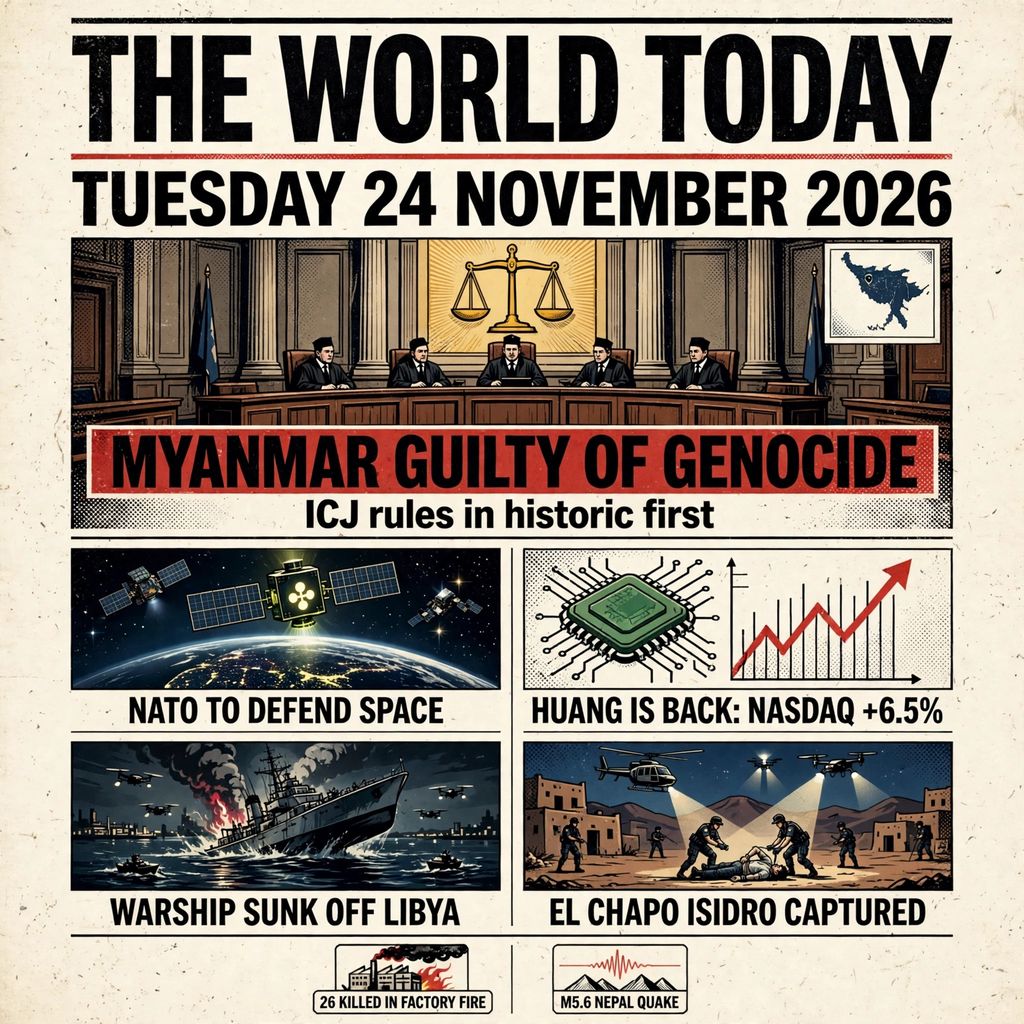 THE WORLD TODAY
TUESDAY 24 NOVEMBER 2026
MYANMAR GUILTY OF GENOCIDE
ICJ rules in historic first
NATO TO DEFEND SPACE
HUANG IS BACK: NASDAQ +6.5%
WARSHIP SUNK OFF LIBYA
EL CHAPO ISIDRO CAPTURED
26 KILLED IN FACTORY FIRE
M5.6 NEPAL QUAKE